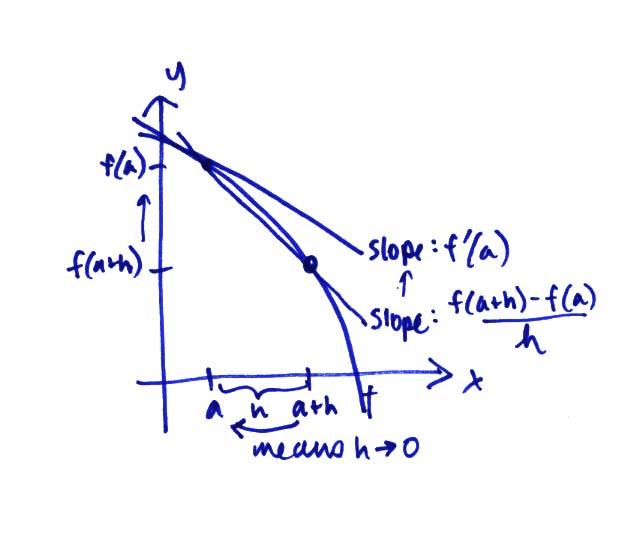 y
f(a)
f(a+h)
slope: f'(a)
slope: f(a+h)-f(a)
h
x
a h a+h f
means h→0